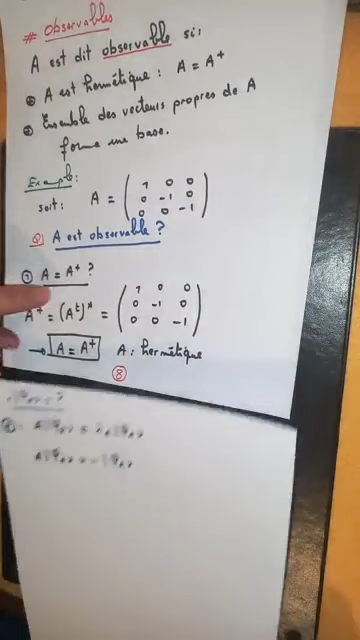 # Observables
A est dit observable si:
① A est hermétique : A = A⁺
② Ensemble des vecteurs propres de A
forme une base.
Exemple:
soit: A = ( 1 0 0
0 -1 0
0 0 -1 )
Q| A est observable ?
① A = A⁺ ?
A⁺ = (Aᵗ)* = ( 1 0 0
0 -1 0
0 0 -1 )
→ A = A⁺ A: hermétique
⑧